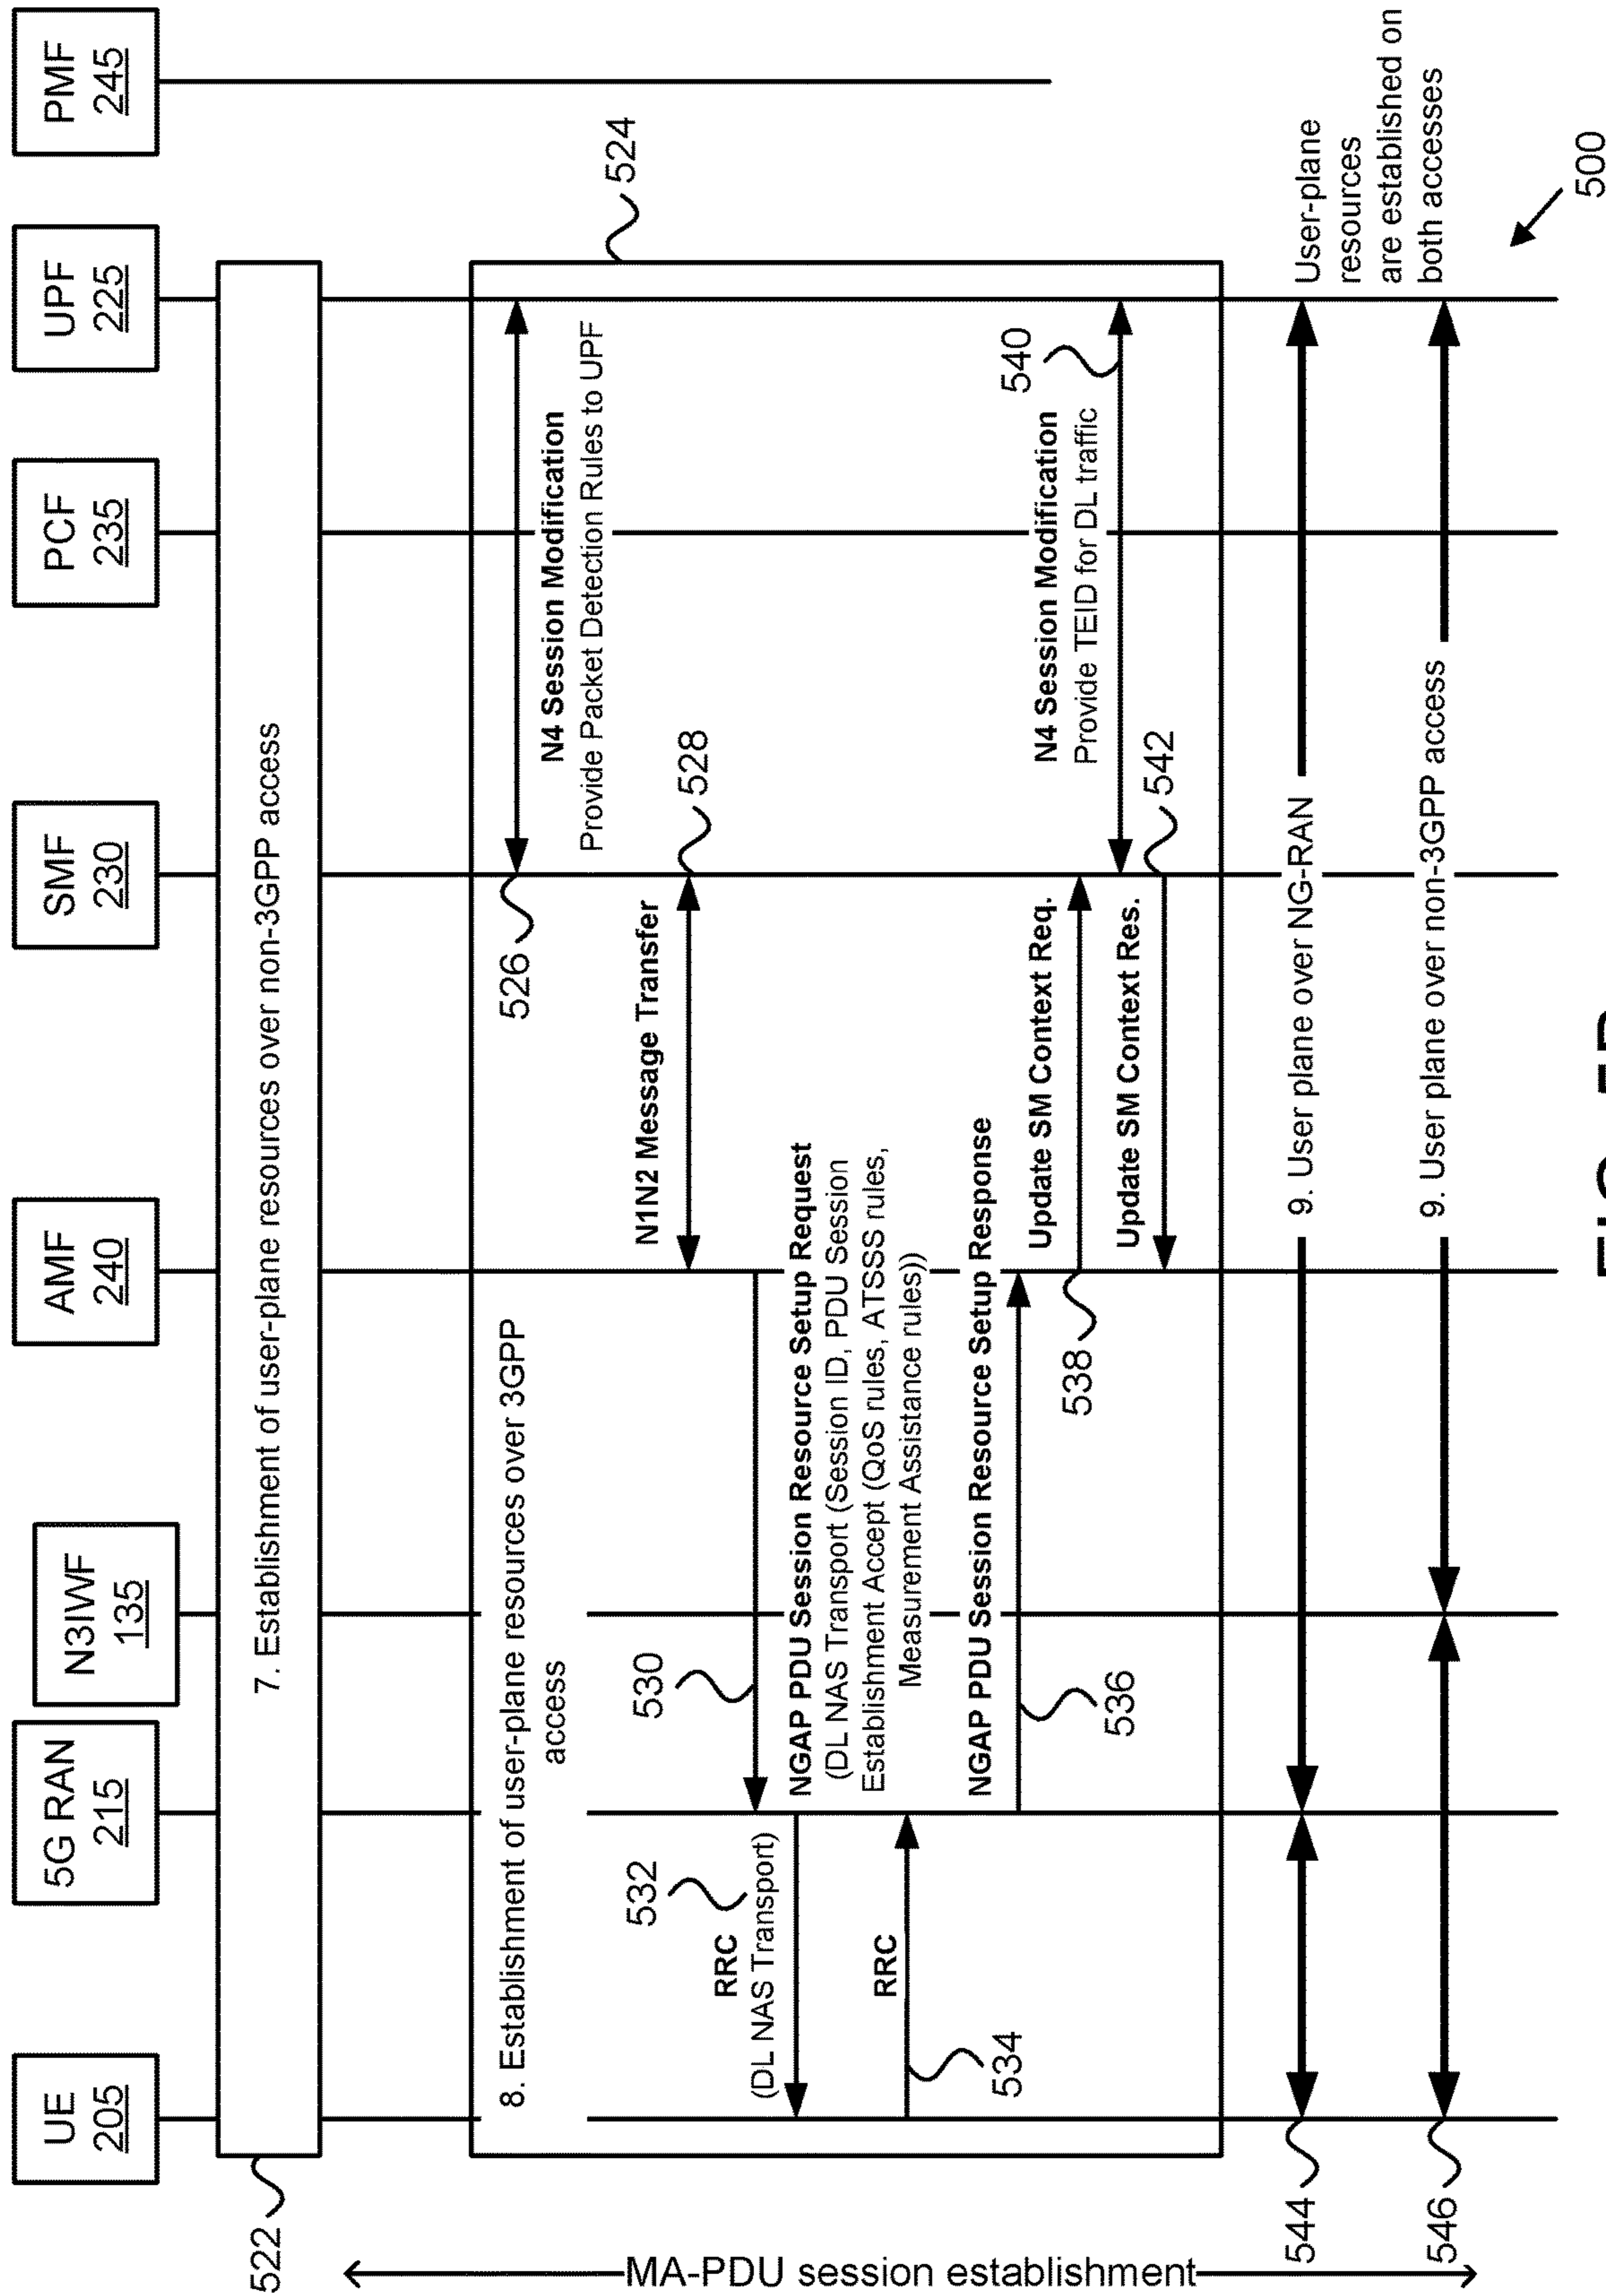 UE
205
5G RAN
215
N3IWF
135
AMF
240
SMF
230
PCF
235
UPF
225
PMF
245
522
7. Establishment of user-plane resources over non-3GPP access
MA-PDU session establishment
8. Establishment of user-plane resources over 3GPP
access
524
526
N4 Session Modification
Provide Packet Detection Rules to UPF
N1N2 Message Transfer
528
530
NGAP PDU Session Resource Setup Request
(DL NAS Transport (Session ID, PDU Session
Establishment Accept (QoS rules, ATSSS rules,
Measurement Assistance rules))
532
RRC
(DL NAS Transport)
RRC
534
NGAP PDU Session Resource Setup Response
536
Update SM Context Req.
538
N4 Session Modification
Provide TEID for DL traffic
540
Update SM Context Res.
542
544
9. User plane over NG-RAN
User-plane
resources
are established on
both accesses
546
9. User plane over non-3GPP access
500